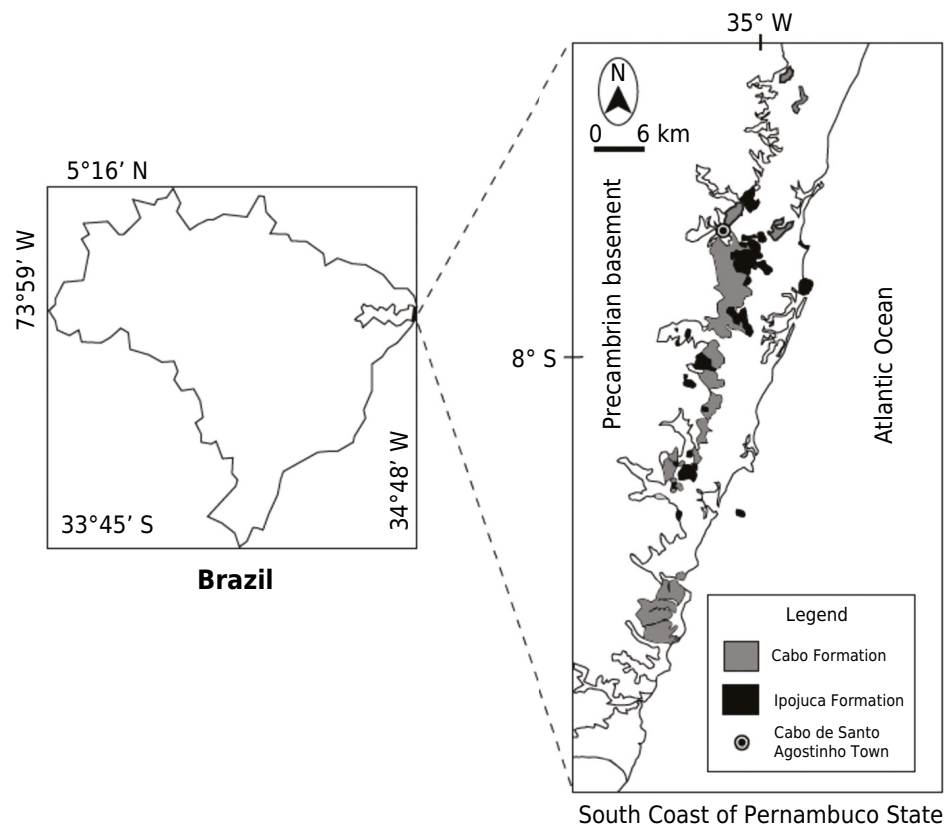 5°16’ N
73°59’ W
34°48’ W
33°45’ S
Brazil
35° W
N
0 6 km
Precambrian basement
8° S
Atlantic Ocean
Legend
Cabo Formation
Ipojuca Formation
Cabo de Santo
Agostinho Town
South Coast of Pernambuco State